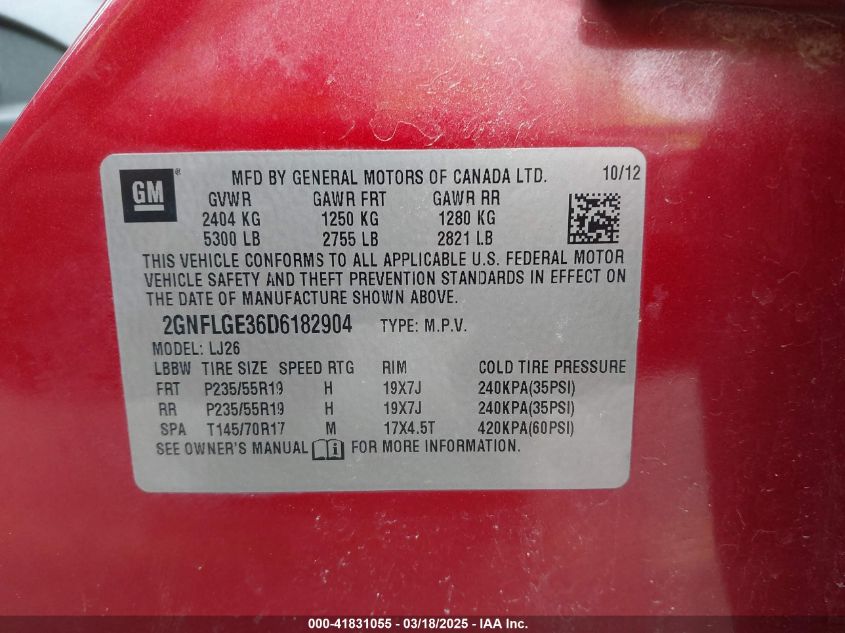 GM ® MFD BY GENERAL MOTORS OF CANADA LTD. 10/12
GVWR GAWR FRT GAWR RR
2404 KG 1250 KG 1280 KG
5300 LB 2755 LB 2821 LB
THIS VEHICLE CONFORMS TO ALL APPLICABLE U.S. FEDERAL MOTOR
VEHICLE SAFETY AND THEFT PREVENTION STANDARDS IN EFFECT ON
THE DATE OF MANUFACTURE SHOWN ABOVE.
2GNFLGE36D6182904 TYPE: M.P.V.
MODEL: LJ26
LBBW TIRE SIZE SPEED RTG RIM COLD TIRE PRESSURE
FRT P235/55R19 H 19X7J 240KPA(35PSI)
RR P235/55R19 H 19X7J 240KPA(35PSI)
SPA T145/70R17 M 17X4.5T 420KPA(60PSI)
SEE OWNER'S MANUAL FOR MORE INFORMATION.
000-41831055 — 03/18/2025 — IAA Inc.